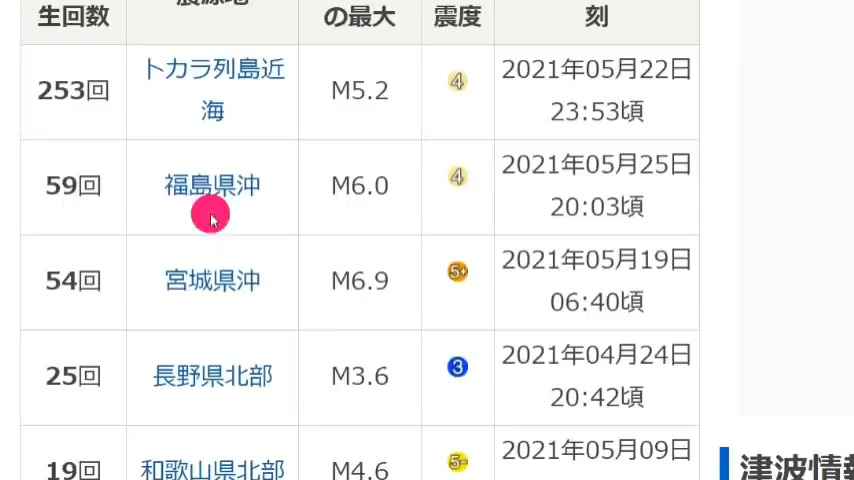 生回数
の最大
震度
刻
253回
トカラ列島近
海
M5.2
4
2021年05月22日
23:53頃
59回
福島県沖
M6.0
4
2021年05月25日
20:03頃
54回
宮城県沖
M6.9
5+
2021年05月19日
06:40頃
25回
長野県北部
M3.6
3
2021年04月24日
20:42頃
19回
和歌山県北部
M4.6
5-
2021年05月09日
津波情報